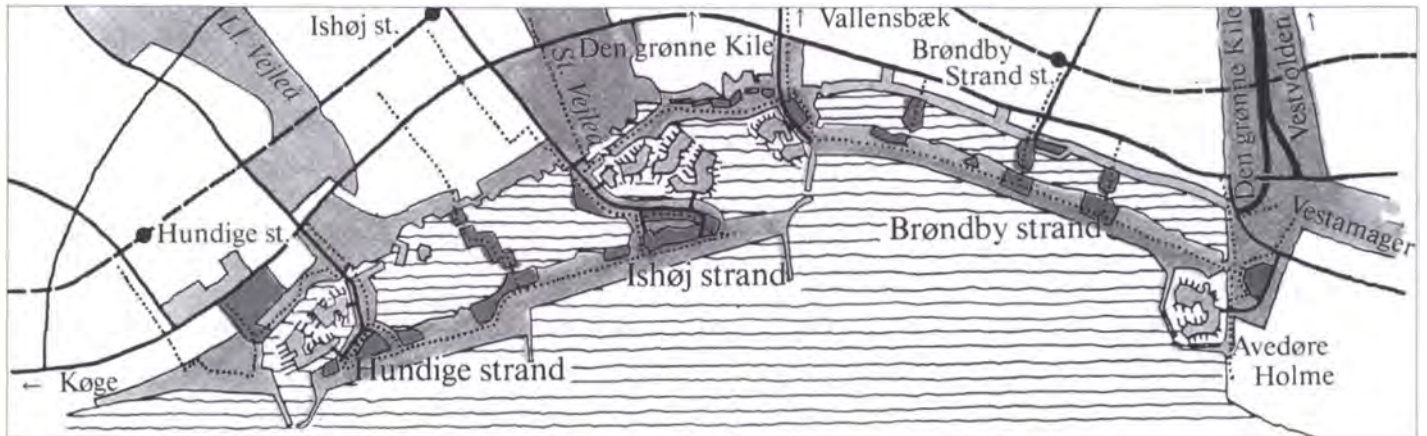 Ishøj st.
Ll. Vejleå
St. Vejleå
Den grønne Kile
Vallensbæk
Brøndby
Strand st.
Den grønne Kile
Vestvolden
Vestamager
Hundige st.
Brøndby strand
Ishøj strand
Hundige strand
← Køge
Avedøre
Holme